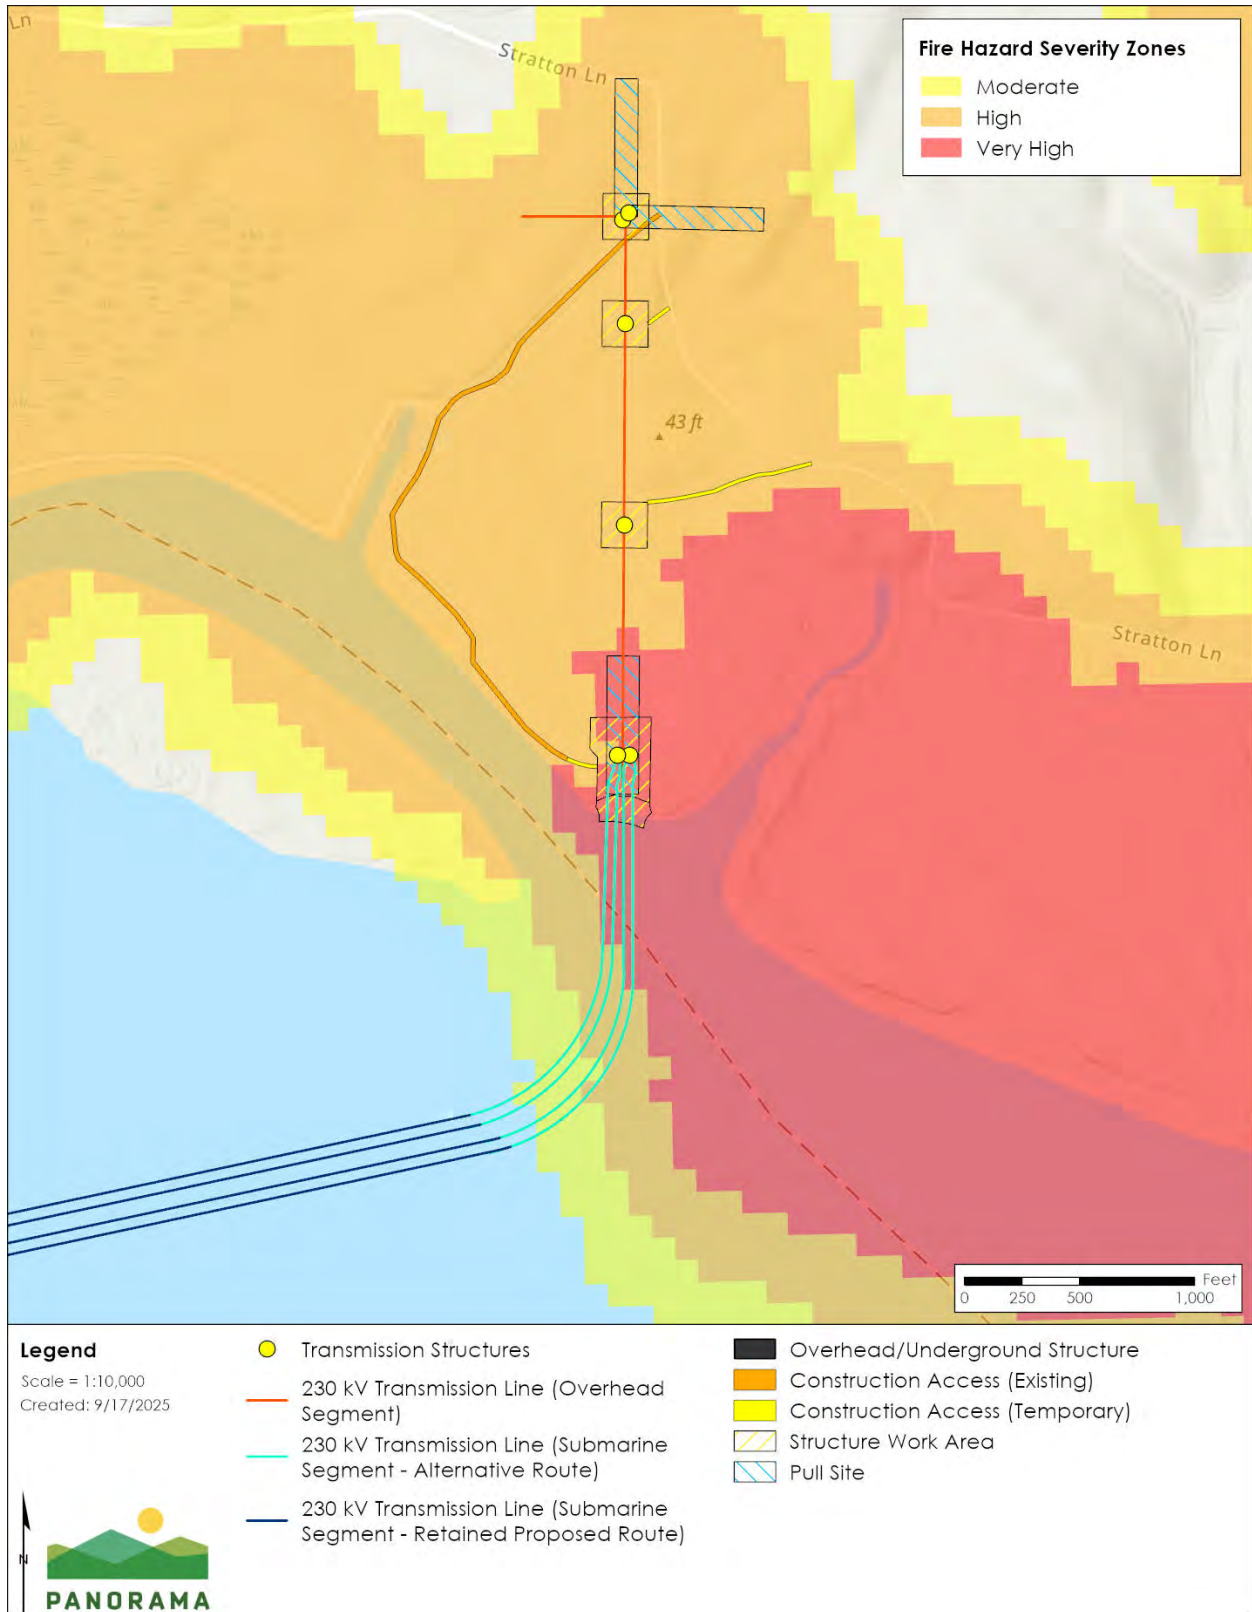 Ln
Stratton Ln
Fire Hazard Severity Zones
Moderate
High
Very High
43 ft
Stratton Ln
Feet
0 250 500 1,000
Legend
Scale = 1:10,000
Created: 9/17/2025
N
PANORAMA
Transmission Structures
230 kV Transmission Line (Overhead
Segment)
230 kV Transmission Line (Submarine
Segment - Alternative Route)
230 kV Transmission Line (Submarine
Segment - Retained Proposed Route)
Overhead/Underground Structure
Construction Access (Existing)
Construction Access (Temporary)
Structure Work Area
Pull Site